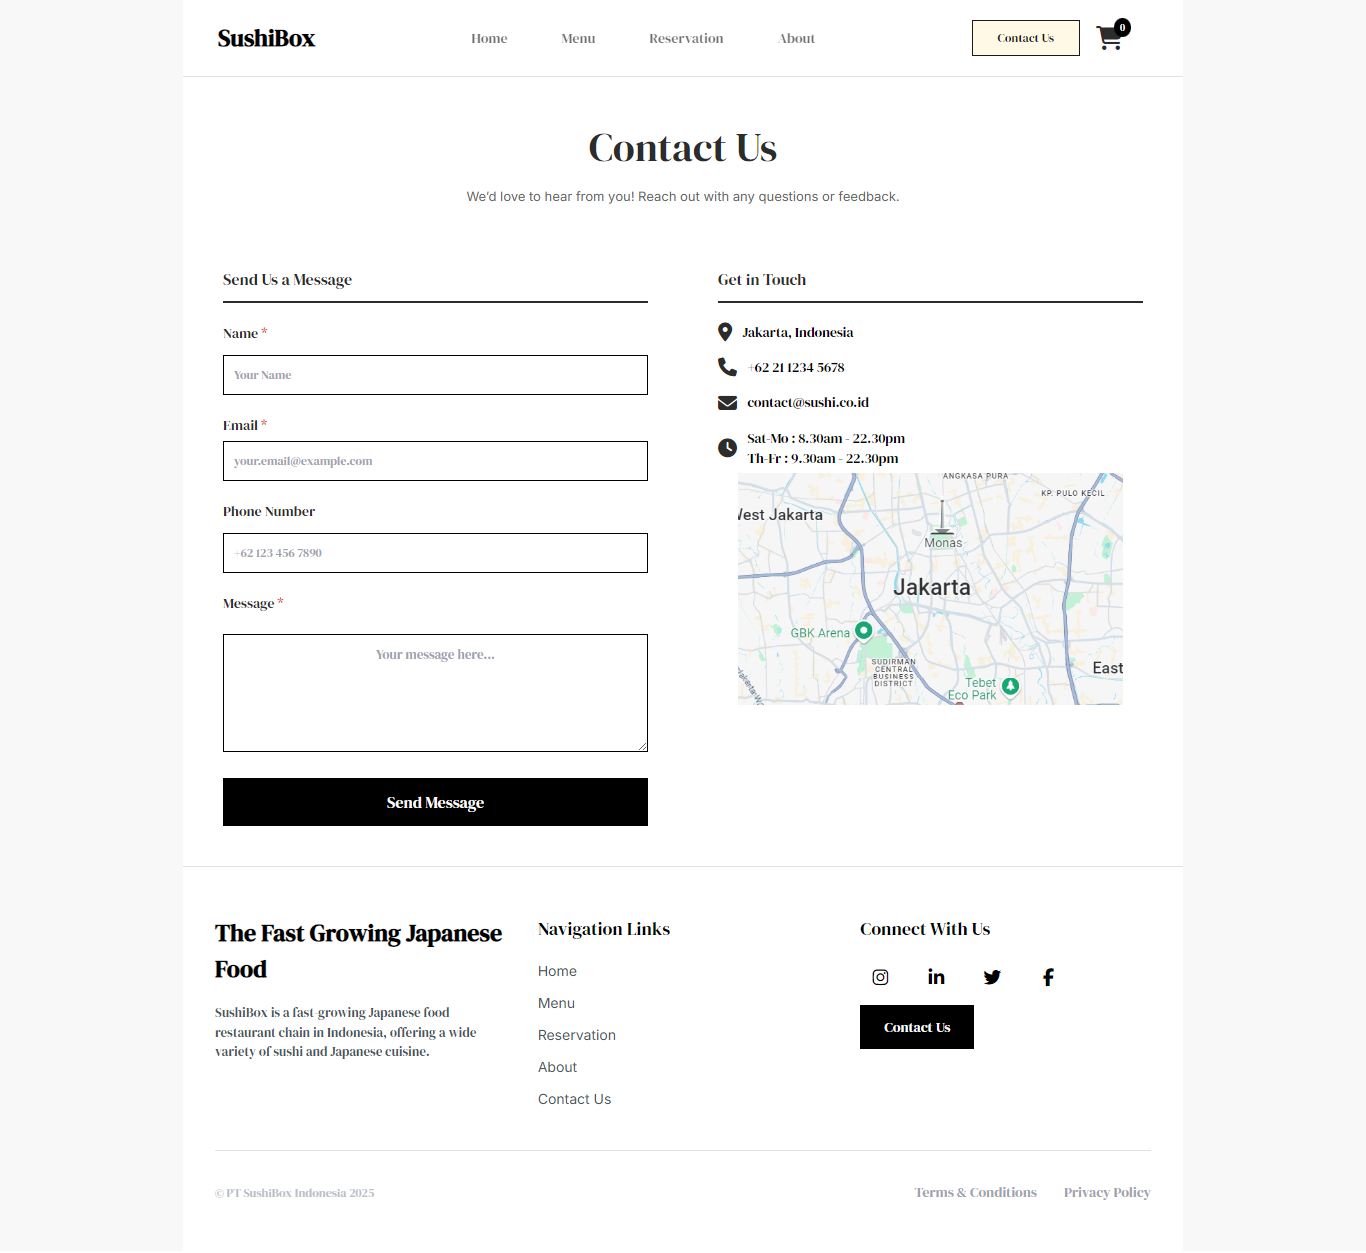 SushiBox
Home
Menu
Reservation
About
Contact Us
0
Contact Us
We'd love to hear from you! Reach out with any questions or feedback.
Send Us a Message
Name *
Your Name
Email *
your.email@example.com
Phone Number
+62 123 456 7890
Message *
Your message here...
Send Message
Get in Touch
Jakarta, Indonesia
+62 21 1234 5678
contact@sushi.co.id
Sat-Mo : 8.30am - 22.30pm
Th-Fr : 9.30am - 22.30pm
ANGKASA PURA
KP. PULO KECIL
West Jakarta
Monas
Jakarta
GBK Arena
SUDIRMAN
CENTRAL
BUSINESS
DISTRICT
East
Tebet
Eco Park
The Fast Growing Japanese
Food
SushiBox is a fast-growing Japanese food
restaurant chain in Indonesia, offering a wide
variety of sushi and Japanese cuisine.
Navigation Links
Home
Menu
Reservation
About
Contact Us
Connect With Us
Contact Us
© PT SushiBox Indonesia 2025
Terms & Conditions
Privacy Policy